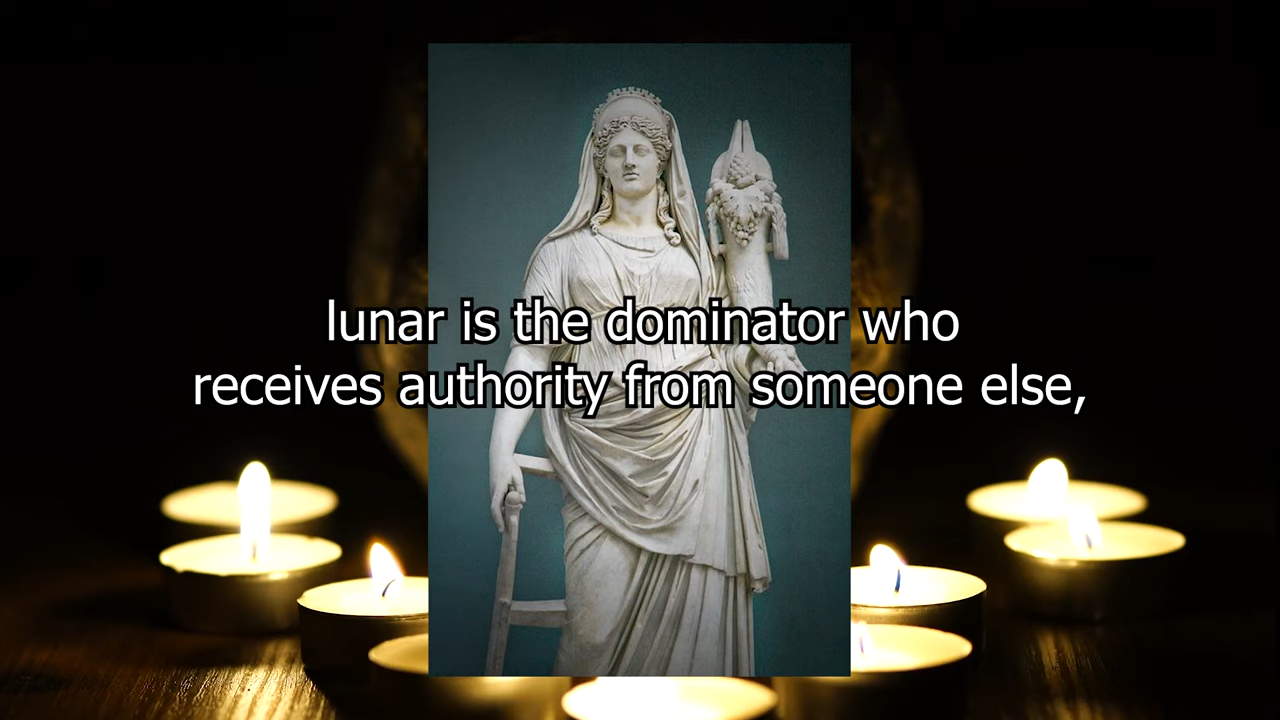 lunar is the dominator who
receives authority from someone else,